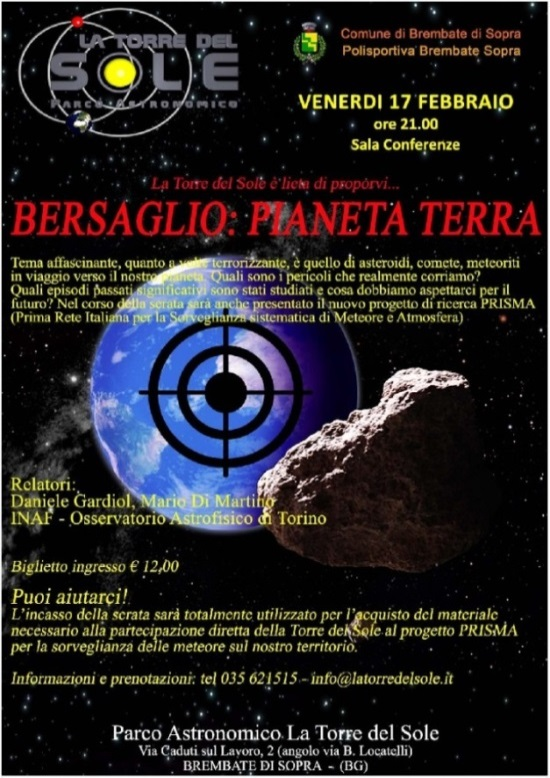 LA TORRE DEL
SOLE
PARCO ASTRONOMICO
Comune di Brembate di Sopra
Polisportiva Brembate Sopra
VENERDI 17 FEBBRAIO
ore 21.00
Sala Conferenze
La Torre del Sole è lieta di proporvi...
BERSAGLIO: PIANETA TERRA
Tema affascinante, quanto a volte terrorizzante, è quello di asteroidi, comete, meteoriti
in viaggio verso il nostro pianeta. Quali sono i pericoli che realmente corriamo?
Quali episodi passati significativi sono stati studiati e cosa dobbiamo aspettarci per il
futuro? Nel corso della serata sarà anche presentato il nuovo progetto di ricerca PRISMA
(Prima Rete Italiana per la Sorveglianza sistematica di Meteore e Atmosfera)
Relatori:
Daniele Gardiol, Mario Di Martino
INAF - Osservatorio Astrofisico di Torino
Biglietto ingresso € 12,00
Puoi aiutarci!
L'incasso della serata sarà totalmente utilizzato per l'acquisto del materiale
necessario alla partecipazione diretta della Torre del Sole al progetto PRISMA
per la sorveglianza delle meteore sul nostro territorio.
Informazioni e prenotazioni: tel 035 621515 - info@latorredelsole.it
Parco Astronomico La Torre del Sole
Via Caduti sul Lavoro, 2 (angolo via B. Locatelli)
BREMBATE DI SOPRA - (BG)